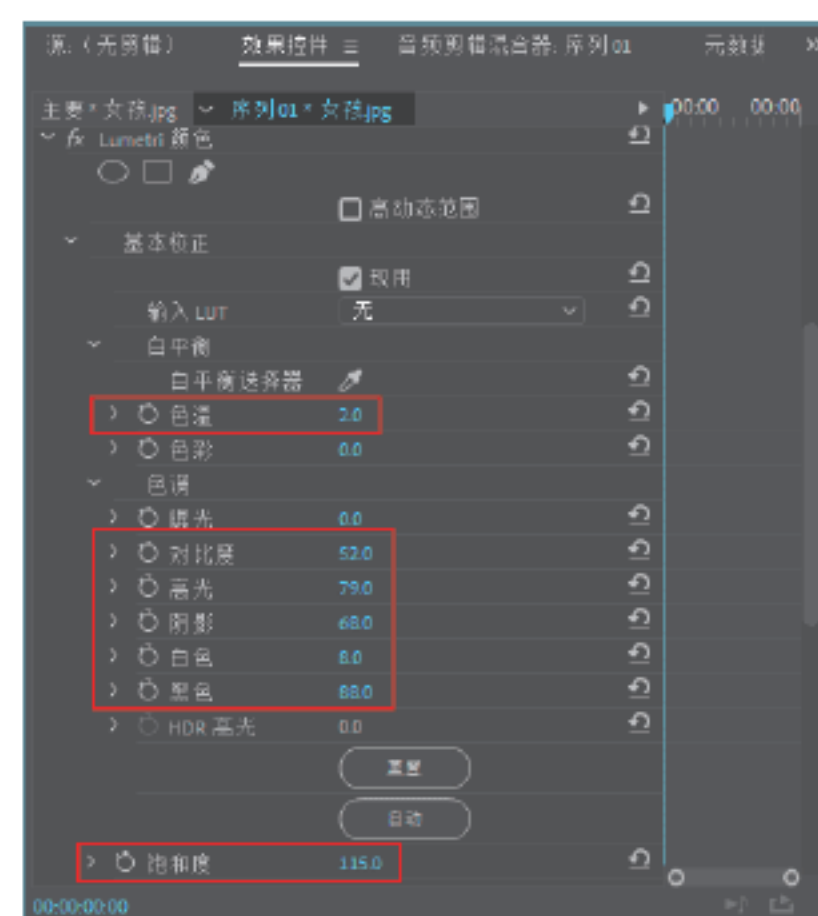 源:（无剪辑） 效果控件 音频剪辑混合器: 序列 01 元数据
主要 * 女孩.jpg 序列 01 * 女孩.jpg 00:00 00:00
fx Lumetri 颜色
高动态范围
基本校正
现用
输入 LUT 无
白平衡
白平衡选择器
色温 2.0
色彩 0.0
色调
曝光 0.0
对比度 52.0
高光 79.0
阴影 68.0
白色 8.0
黑色 88.0
HDR 高光 0.0
重置
自动
饱和度 115.0
00:00:00:00